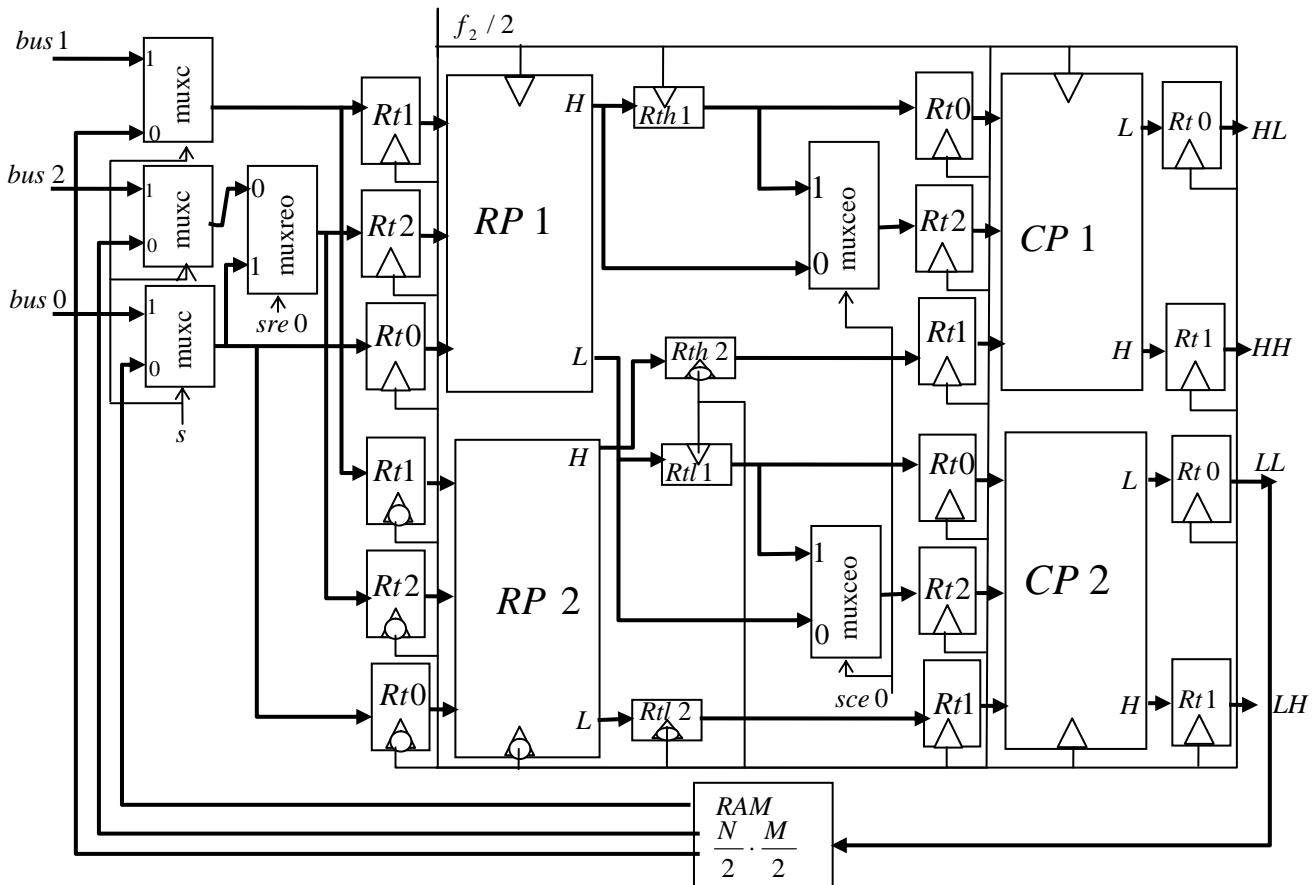 f₂ / 2
bus 1
1
muxc
0
bus 2
1
muxc
0
bus 0
1
muxc
0
s
0
muxreo
1
sre 0
Rt1
Rt2
Rt0
Rt1
Rt2
Rt0
RP 1
H
L
RP 2
H
L
Rth 1
Rth 2
Rtl 1
Rtl 2
1
muxceo
0
1
muxceo
0
sce 0
Rt0
Rt2
Rt1
Rt0
Rt2
Rt1
CP 1
L
H
CP 2
L
H
Rt 0
HL
Rt 1
HH
Rt 0
LL
Rt1
LH
RAM
N/2 · M/2